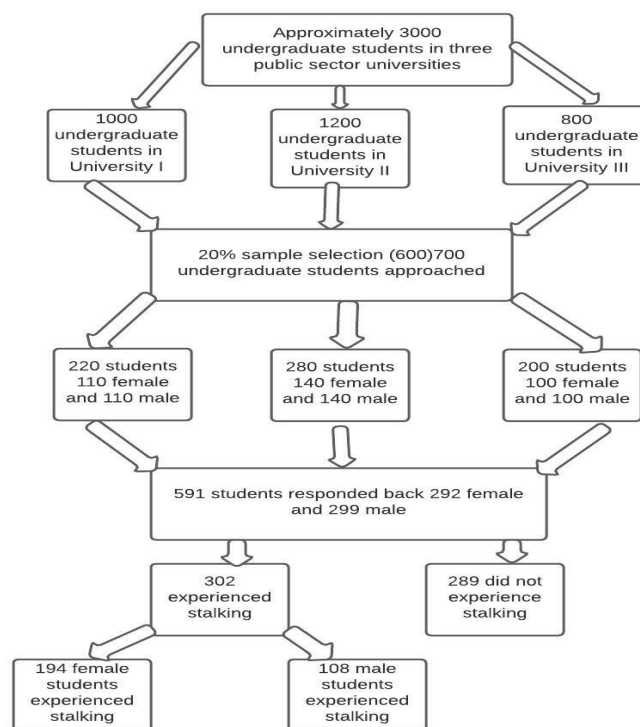 Approximately 3000
undergraduate students in three
public sector universities
1000
undergraduate
students in
University I
1200
undergraduate
students in
University II
800
undergraduate
students in
University III
20% sample selection (600)700
undergraduate students approached
220 students
110 female
and 110 male
280 students
140 female
and 140 male
200 students
100 female
and 100 male
591 students responded back 292 female
and 299 male
302
experienced
stalking
289 did not
experience
stalking
194 female
students
experienced
stalking
108 male
students
experienced
stalking